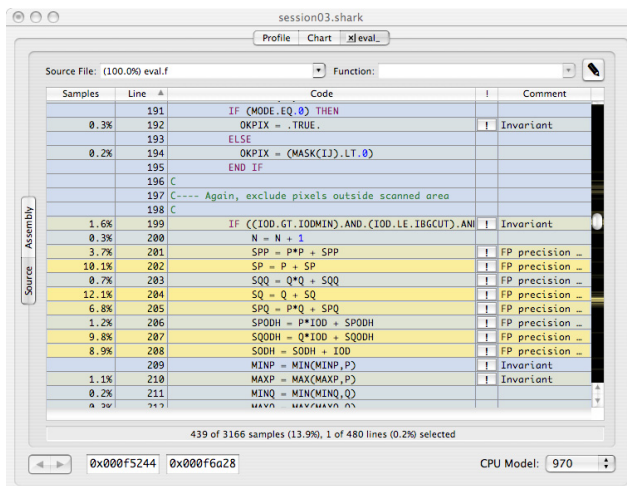 session03.shark
Profile Chart x| eval_
Source File: (100.0%) eval.f Function:
Samples Line Code ! Comment
191 IF (MODE.EQ.0) THEN
0.3% 192 OKPIX = .TRUE. ! Invariant
193 ELSE
0.2% 194 OKPIX = (MASK(IJ).LT.0)
195 END IF
196 C
197 C---- Again, exclude pixels outside scanned area
198 C
1.6% 199 IF ((IOD.GT.IODMIN).AND.(IOD.LE.IBGCUT).AN ! Invariant
0.3% 200 N = N + 1
3.7% 201 SPP = P*P + SPP ! FP precision …
10.1% 202 SP = P + SP ! FP precision …
0.7% 203 SQQ = Q*Q + SQQ ! FP precision …
12.1% 204 SQ = Q + SQ ! FP precision …
6.8% 205 SPQ = P*Q + SPQ ! FP precision …
1.2% 206 SPODH = P*IOD + SPODH ! FP precision …
9.8% 207 SQODH = Q*IOD + SQODH ! FP precision …
8.9% 208 SODH = SODH + IOD ! FP precision …
209 MINP = MIN(MINP,P) ! Invariant
1.1% 210 MAXP = MAX(MAXP,P) ! Invariant
0.2% 211 MINQ = MIN(MINQ,Q)
0.3% 212 MAXQ = MAX(MAXQ,Q)
Assembly
Source
439 of 3166 samples (13.9%), 1 of 480 lines (0.2%) selected
0x000f5244 0x000f6a28 CPU Model: 970